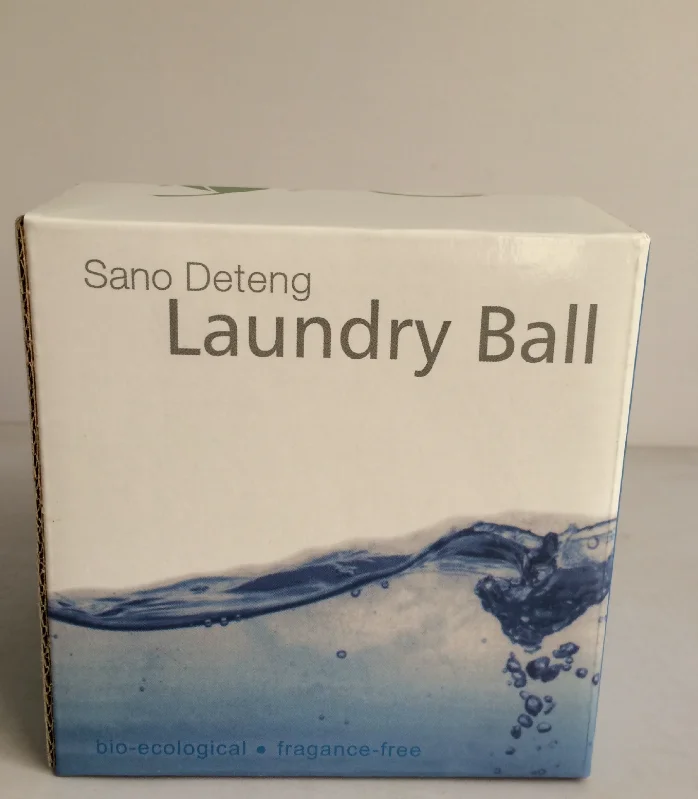 Sano Deteng
Laundry Ball
bio-ecological • fragance-free